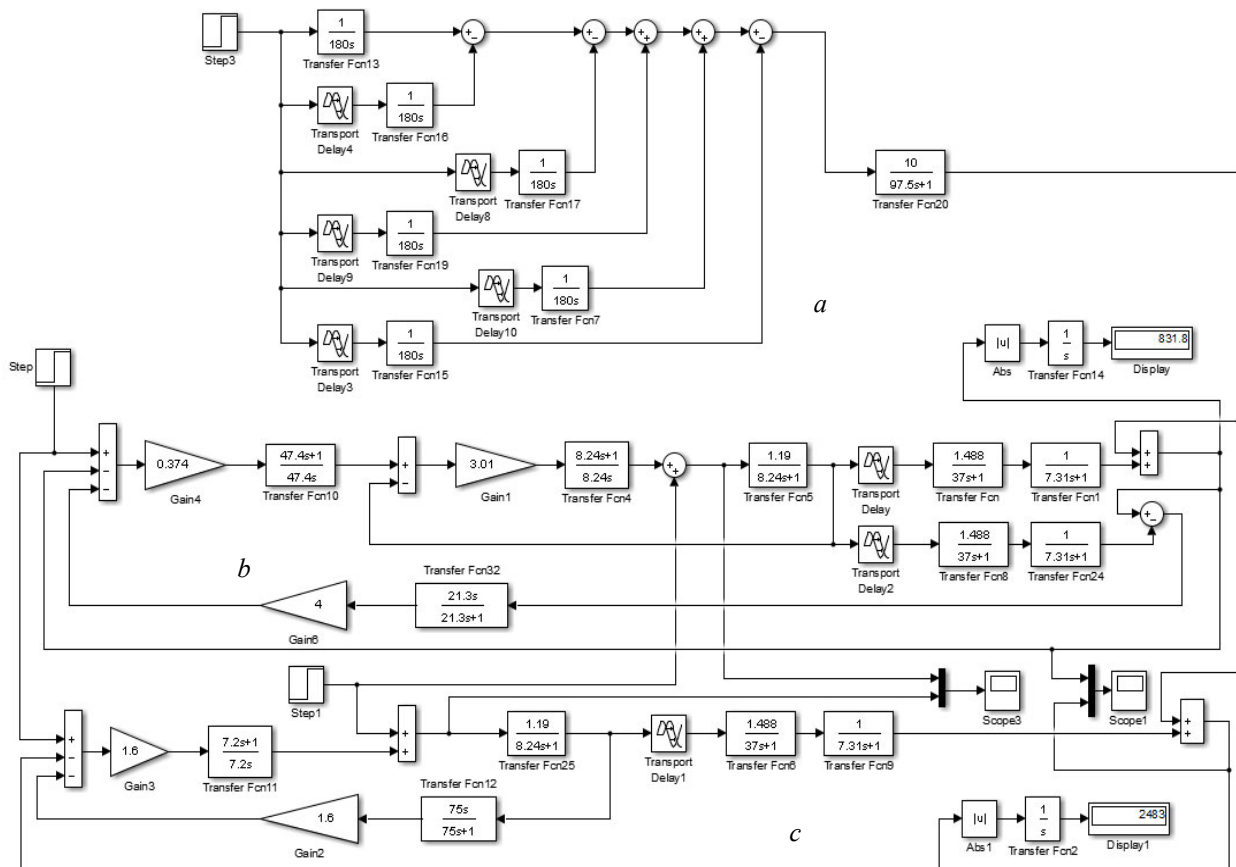 Step3
1
180s
Transfer Fcn13
+-
+-
++
++
+-
Transport
Delay4
1
180s
Transfer Fcn16
Transport
Delay8
1
180s
Transfer Fcn17
10
97.5s+1
Transfer Fcn20
Transport
Delay9
1
180s
Transfer Fcn19
Transport
Delay10
1
180s
Transfer Fcn7
a
Transport
Delay3
1
180s
Transfer Fcn15
Step
|u|
Abs
1
s
Transfer Fcn14
831.8
Display
+
-
-
0.374
Gain4
47.4s+1
47.4s
Transfer Fcn10
+
-
3.01
Gain1
8.24s+1
8.24s
Transfer Fcn4
++
1.19
8.24s+1
Transfer Fcn5
Transport
Delay
1.488
37s+1
Transfer Fcn
1
7.31s+1
Transfer Fcn1
+
+
+-
Transport
Delay2
1.488
37s+1
Transfer Fcn8
1
7.31s+1
Transfer Fcn24
b
4
Gain6
Transfer Fcn32
21.3s
21.3s+1
Step1
Scope3
Scope1
+
-
-
1.6
Gain3
7.2s+1
7.2s
Transfer Fcn11
+
+
1.19
8.24s+1
Transfer Fcn25
Transport
Delay1
1.488
37s+1
Transfer Fcn6
1
7.31s+1
Transfer Fcn9
+
+
1.6
Gain2
Transfer Fcn12
75s
75s+1
c
|u|
Abs1
1
s
Transfer Fcn2
2483
Display1